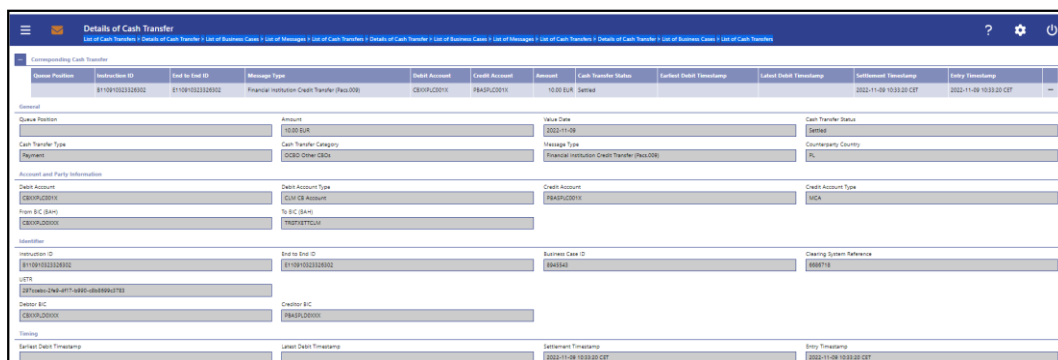 Details of Cash Transfer
List of Cash Transfers > Details of Cash Transfer > List of Business Cases > List of Messages > List of Cash Transfers > Details of Cash Transfer > List of Business Cases > List of Messages > List of Cash Transfers > Details of Cash Transfer > List of Business Cases > List of Cash Transfers
Corresponding Cash Transfer
Queue Position Instruction ID End to End ID Message Type Debit Account Credit Account Amount Cash Transfer Status Earliest Debit Timestamp Latest Debit Timestamp Settlement Timestamp Entry Timestamp
B110910323326302 E110910323326302 Financial Institution Credit Transfer (Pacs.009) CBXXPLC001X PBASPLC001X 10.00 EUR Settled 2022-11-09 10:33:20 CET 2022-11-09 10:33:20 CET
General
Queue Position Amount Value Date Cash Transfer Status
10.00 EUR 2022-11-09 Settled
Cash Transfer Type Cash Transfer Category Message Type Counterparty Country
Payment OCBO Other CBOs Financial Institution Credit Transfer (Pacs.009) PL
Account and Party Information
Debit Account Debit Account Type Credit Account Credit Account Type
CBXXPLC001X CLM CB Account PBASPLC001X MCA
From BIC (BAH) To BIC (BAH)
CBXXPLD0XXX TRGTXETTCLM
Identifier
Instruction ID End to End ID Business Case ID Clearing System Reference
B110910323326302 E110910323326302 8945543 6686718
UETR
Debtor BIC Creditor BIC
CBXXPLD0XXX PBASPLD0XXX
Timing
Earliest Debit Timestamp Latest Debit Timestamp Settlement Timestamp Entry Timestamp
2022-11-09 10:33:20 CET 2022-11-09 10:33:20 CET